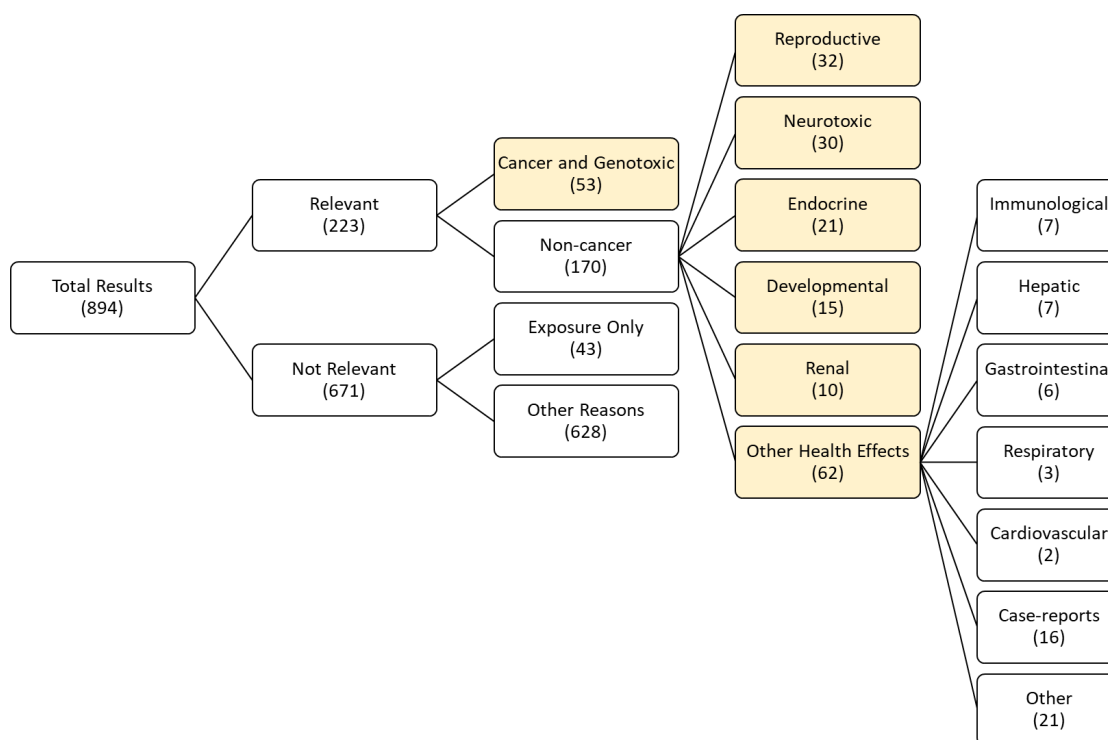 Total Results
(894)
Relevant
(223)
Not Relevant
(671)
Cancer and Genotoxic
(53)
Non-cancer
(170)
Exposure Only
(43)
Other Reasons
(628)
Reproductive
(32)
Neurotoxic
(30)
Endocrine
(21)
Developmental
(15)
Renal
(10)
Other Health Effects
(62)
Immunological
(7)
Hepatic
(7)
Gastrointestina
(6)
Respiratory
(3)
Cardiovascular
(2)
Case-reports
(16)
Other
(21)